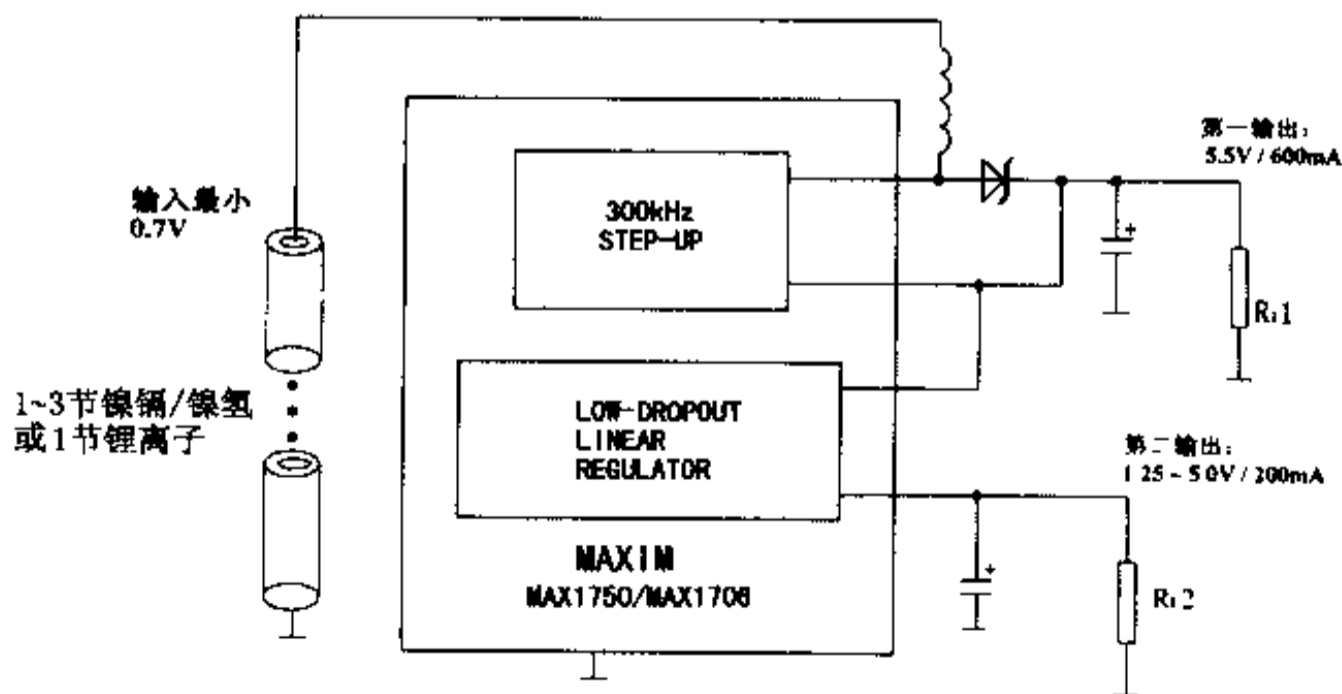 输入最小
0.7V
1~3节镍镉/镍氢
或1节锂离子
300kHz
STEP-UP
LOW-DROPOUT
LINEAR
REGULATOR
MAXIM
MAX1750/MAX1706
第一输出:
5.5V / 600mA
R:1
第二输出:
1 25 ~ 5 0V / 200mA
R:2